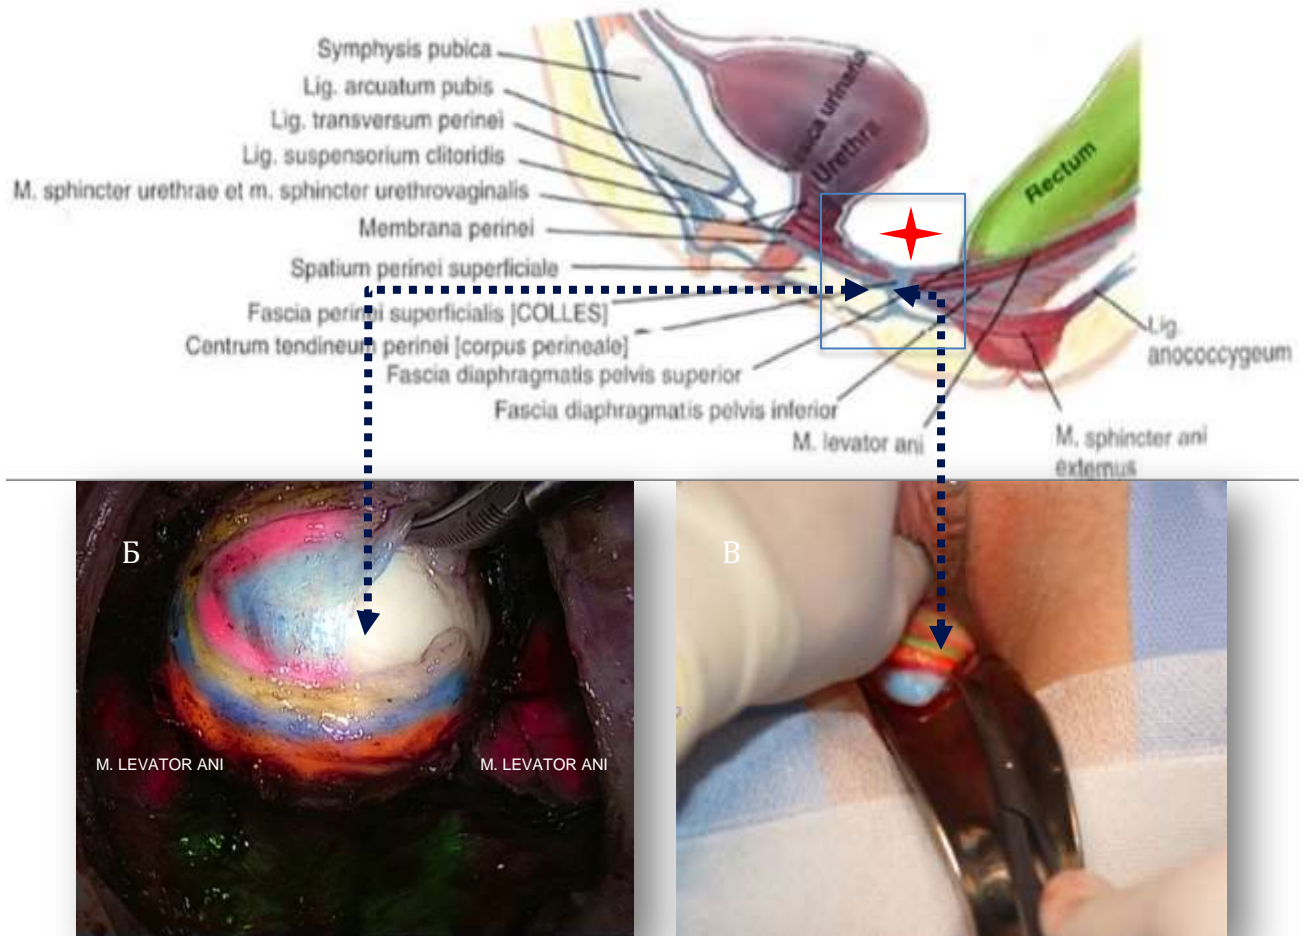 Symphysis pubica
Lig. arcuatum pubis
Lig. transversum perinei
Lig. suspensorium clitoridis
M. sphincter urethrae et m. sphincter urethrovaginalis
Membrana perinei
Spatium perinei superficiale
Fascia perinei superficialis [COLLES]
Centrum tendineum perinei [corpus perineale]
Fascia diaphragmatis pelvis superior
Fascia diaphragmatis pelvis inferior
M. levator ani
urinaria
Urethra
Rectum
Lig.
anococcygeum
M. sphincter ani
externus
Б
M. LEVATOR ANI
M. LEVATOR ANI
В